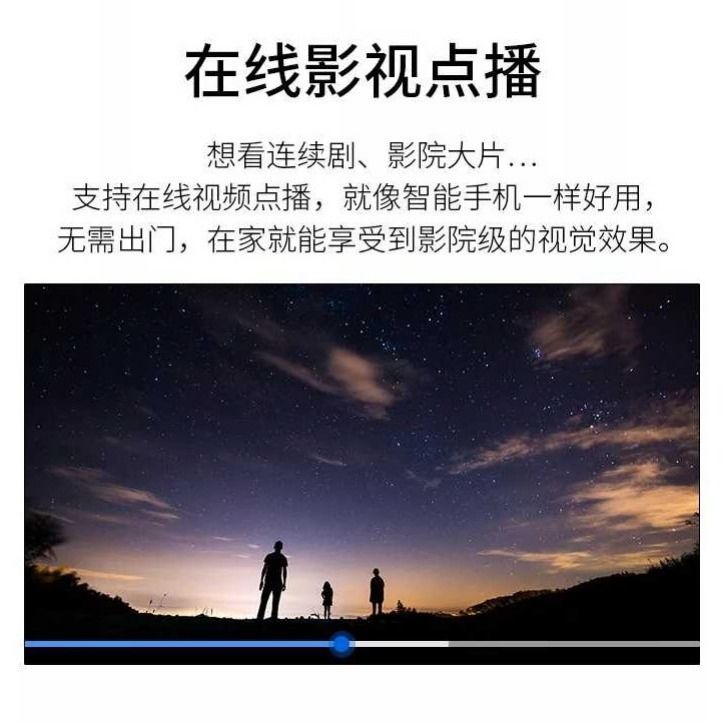 在线影视点播
想看连续剧、影院大片...
支持在线视频点播，就像智能手机一样好用，
无需出门，在家就能享受到影院级的视觉效果。